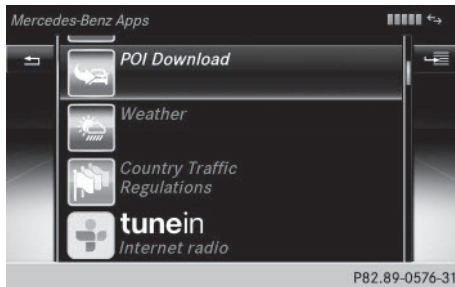 Mercedes-Benz Apps
POI Download
Weather
Country Traffic
Regulations
tunein
Internet radio
P82.89-0576-31